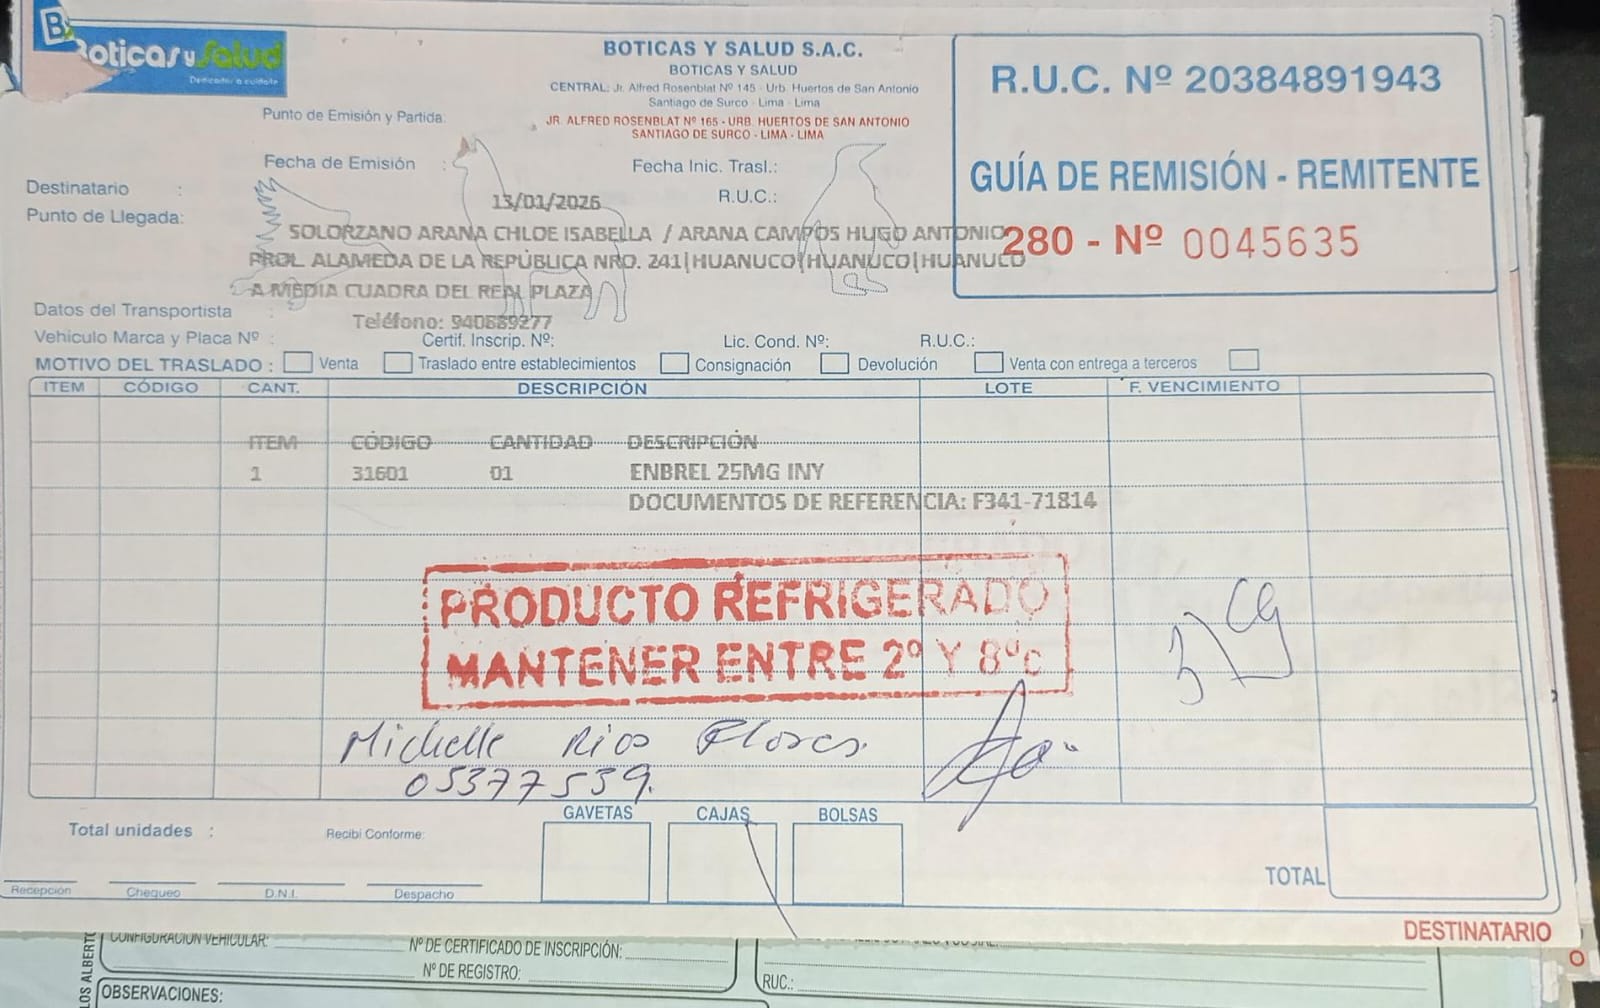 Boticas y Salud
Dedicados a cuidarte
BOTICAS Y SALUD S.A.C.
BOTICAS Y SALUD
CENTRAL: Jr. Alfred Rosenblat Nº 145 - Urb. Huertos de San Antonio
Santiago de Surco - Lima - Lima
JR. ALFRED ROSENBLAT Nº 165 - URB. HUERTOS DE SAN ANTONIO
SANTIAGO DE SURCO - LIMA - LIMA
R.U.C. Nº 20384891943
GUÍA DE REMISIÓN - REMITENTE
280 - Nº 0045635
Punto de Emisión y Partida:
Fecha de Emisión : Fecha Inic. Trasl.:
Destinatario : 13/01/2026 R.U.C.:
Punto de Llegada: SOLORZANO ARANA CHLOE ISABELLA / ARANA CAMPOS HUGO ANTONIO
PROL ALAMEDA DE LA REPÚBLICA NRO. 241|HUANUCO|HUANUCO|HUANUCO
A MEDIA CUADRA DEL REAL PLAZA
Datos del Transportista :
Teléfono: 940889277
Vehiculo Marca y Placa Nº : Certif. Inscrip. Nº: Lic. Cond. Nº: R.U.C.:
MOTIVO DEL TRASLADO : Venta Traslado entre establecimientos Consignación Devolución Venta con entrega a terceros
ITEM CÓDIGO CANT. DESCRIPCIÓN LOTE F. VENCIMIENTO
ITEM CÓDIGO CANTIDAD DESCRIPCIÓN
1 31601 01 ENBREL 25MG INY
DOCUMENTOS DE REFERENCIA: F341-71814
PRODUCTO REFRIGERADO
MANTENER ENTRE 2º Y 8ºc
Michelle Rios Flores.
05377539.
GAVETAS CAJAS BOLSAS
Total unidades : Recibi Conforme:
TOTAL
Recepción Chequeo D.N.I. Despacho
DESTINATARIO
CONFIGURACIÓN VEHICULAR:
Nº DE CERTIFICADO DE INSCRIPCIÓN:
Nº DE REGISTRO:
RUC.:
OBSERVACIONES:
LOS ALBERTO